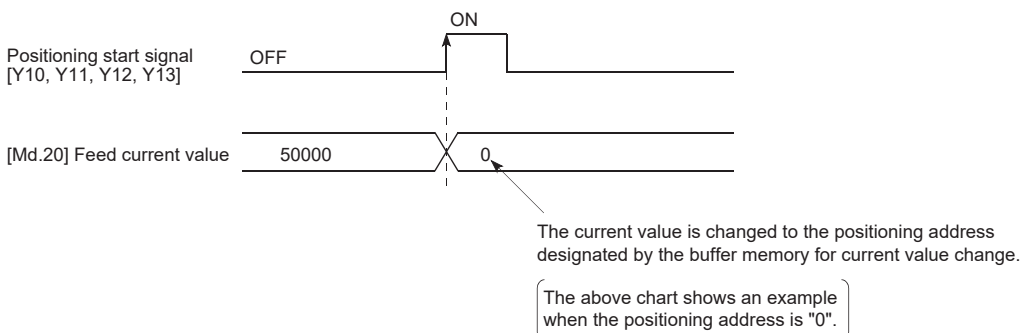 ON
Positioning start signal
[Y10, Y11, Y12, Y13]
OFF
[Md.20] Feed current value
50000
0
The current value is changed to the positioning address
designated by the buffer memory for current value change.
The above chart shows an example
when the positioning address is "0".